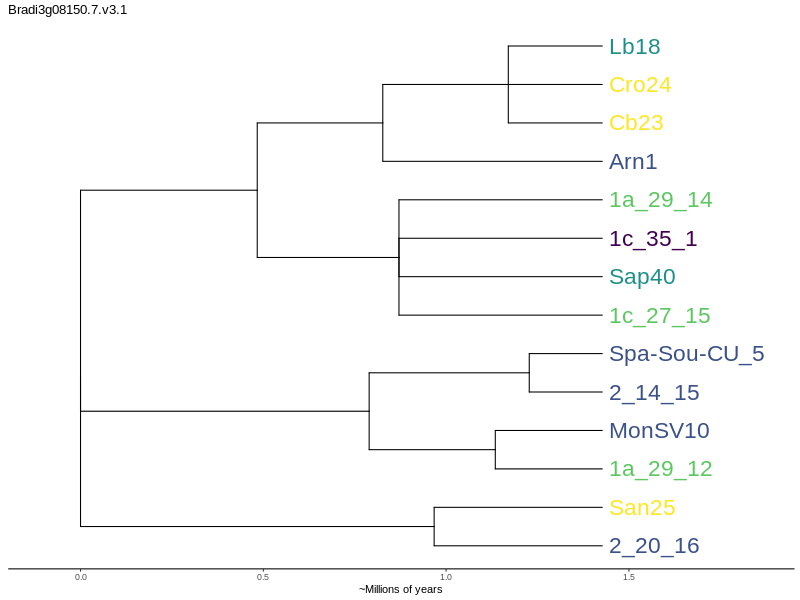 Bradi3g08150.7.v3.1
Lb18
Cro24
Cb23
Arn1
1a_29_14
1c_35_1
Sap40
1c_27_15
Spa-Sou-CU_5
2_14_15
MonSV10
1a_29_12
San25
2_20_16
0.0 0.5 1.0 1.5
~Millions of years